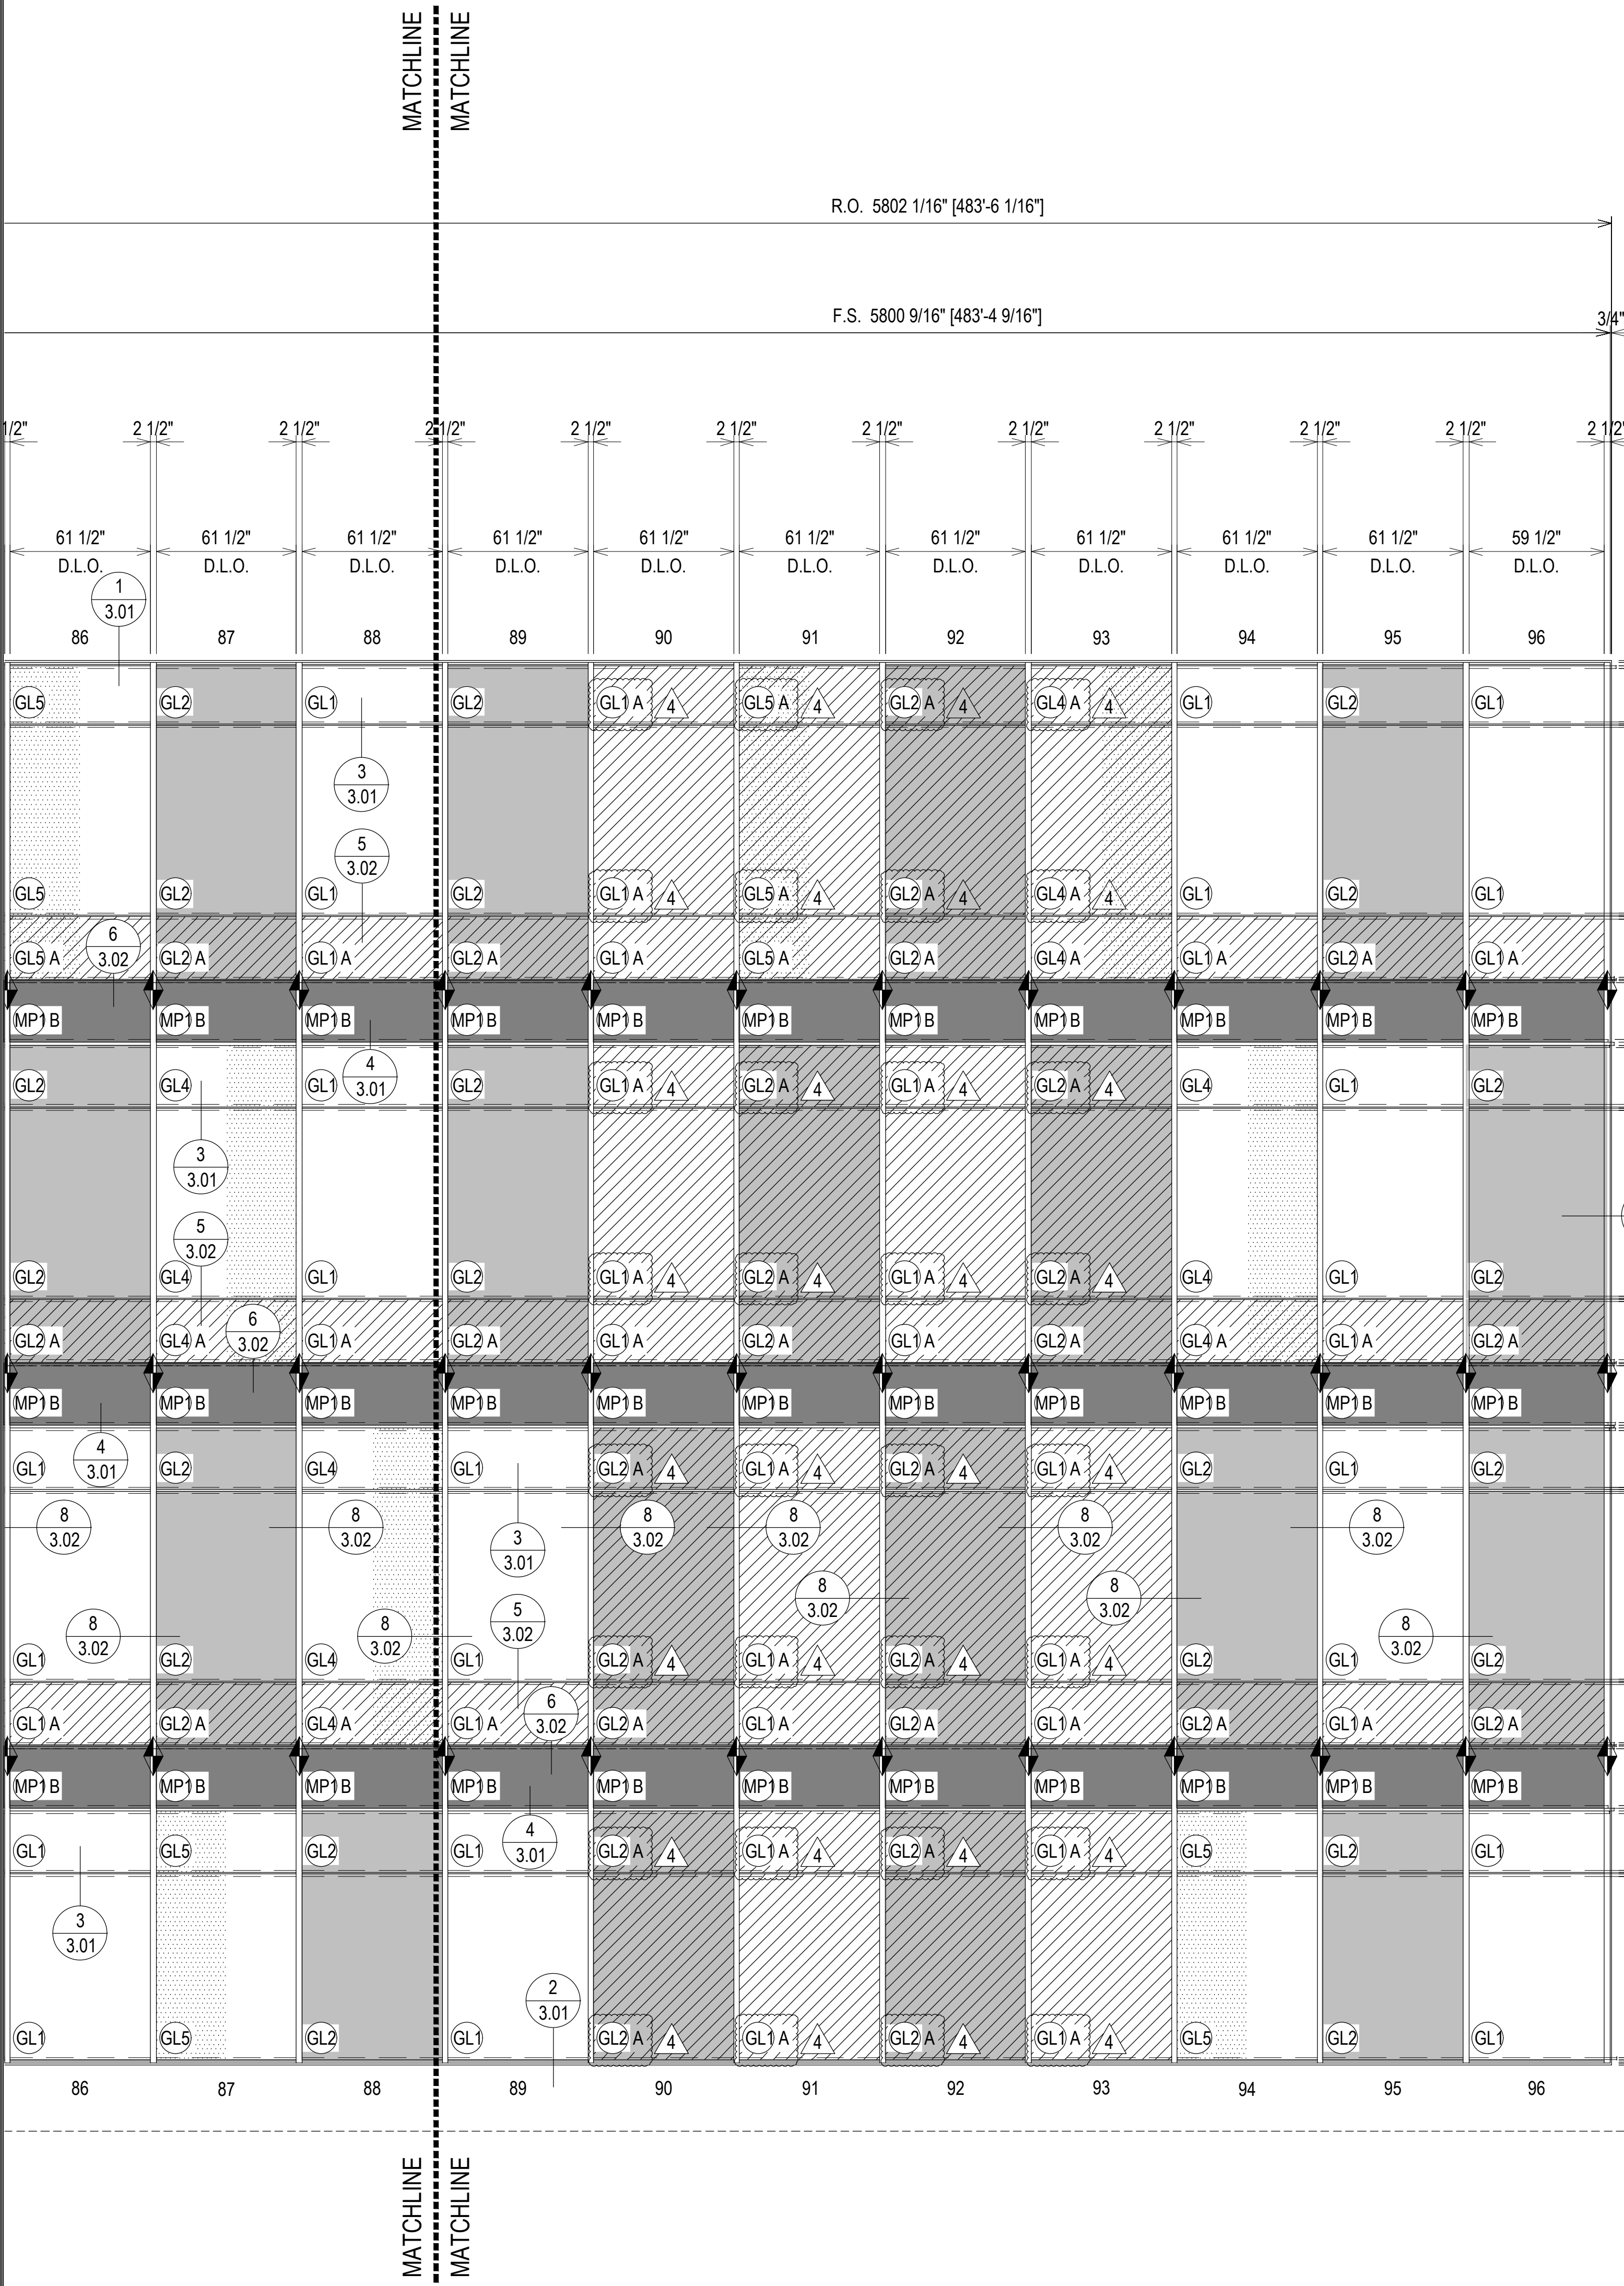 MATCHLINE MATCHLINE
R.O. 5802 1/16" [483'-6 1/16"]
F.S. 5800 9/16" [483'-4 9/16"]
3/4"
1/2" 2 1/2" 2 1/2" 2 1/2" 2 1/2" 2 1/2" 2 1/2" 2 1/2" 2 1/2" 2 1/2" 2 1/2" 2 1/2"
61 1/2" 61 1/2" 61 1/2" 61 1/2" 61 1/2" 61 1/2" 61 1/2" 61 1/2" 61 1/2" 61 1/2" 59 1/2"
D.L.O. D.L.O. D.L.O. D.L.O. D.L.O. D.L.O. D.L.O. D.L.O. D.L.O. D.L.O. D.L.O.
1
3.01
86 87 88 89 90 91 92 93 94 95 96
GL5 GL2 GL1 GL2 GL1 A 4 GL5 A 4 GL2 A 4 GL4 A 4 GL1 GL2 GL1
3
3.01
5
3.02
GL5 GL2 GL1 GL2 GL1 A 4 GL5 A 4 GL2 A 4 GL4 A 4 GL1 GL2 GL1
6
3.02
GL5 A GL2 A GL1 A GL2 A GL1 A GL5 A GL2 A GL4 A GL1 A GL2 A GL1 A
MP1 B MP1 B MP1 B MP1 B MP1 B MP1 B MP1 B MP1 B MP1 B MP1 B MP1 B
4
3.01
GL2 GL4 GL1 GL2 GL1 A 4 GL2 A 4 GL1 A 4 GL2 A 4 GL4 GL1 GL2
3
3.01
5
3.02
GL2 GL4 GL1 GL2 GL1 A 4 GL2 A 4 GL1 A 4 GL2 A 4 GL4 GL1 GL2
6
3.02
GL2 A GL4 A GL1 A GL2 A GL1 A GL2 A GL1 A GL2 A GL4 A GL1 A GL2 A
MP1 B MP1 B MP1 B MP1 B MP1 B MP1 B MP1 B MP1 B MP1 B MP1 B MP1 B
4
3.01
GL1 GL2 GL4 GL1 GL2 A 4 GL1 A 4 GL2 A 4 GL1 A 4 GL2 GL1 GL2
8 8 8 8 8 8
3.02 3.02 3.02 3.02 3.02 3.02
3
3.01
8 8
3.02 3.02
5
3.02
8 8 8
3.02 3.02 3.02
GL1 GL2 GL4 GL1 GL2 A 4 GL1 A 4 GL2 A 4 GL1 A 4 GL2 GL1 GL2
6
3.02
GL1 A GL2 A GL4 A GL1 A GL2 A GL1 A GL2 A GL1 A GL2 A GL1 A GL2 A
MP1 B MP1 B MP1 B MP1 B MP1 B MP1 B MP1 B MP1 B MP1 B MP1 B MP1 B
4
3.01
GL1 GL5 GL2 GL1 GL2 A 4 GL1 A 4 GL2 A 4 GL1 A 4 GL5 GL2 GL1
3
3.01
2
3.01
GL1 GL5 GL2 GL1 GL2 A 4 GL1 A 4 GL2 A 4 GL1 A 4 GL5 GL2 GL1
86 87 88 89 90 91 92 93 94 95 96
MATCHLINE MATCHLINE